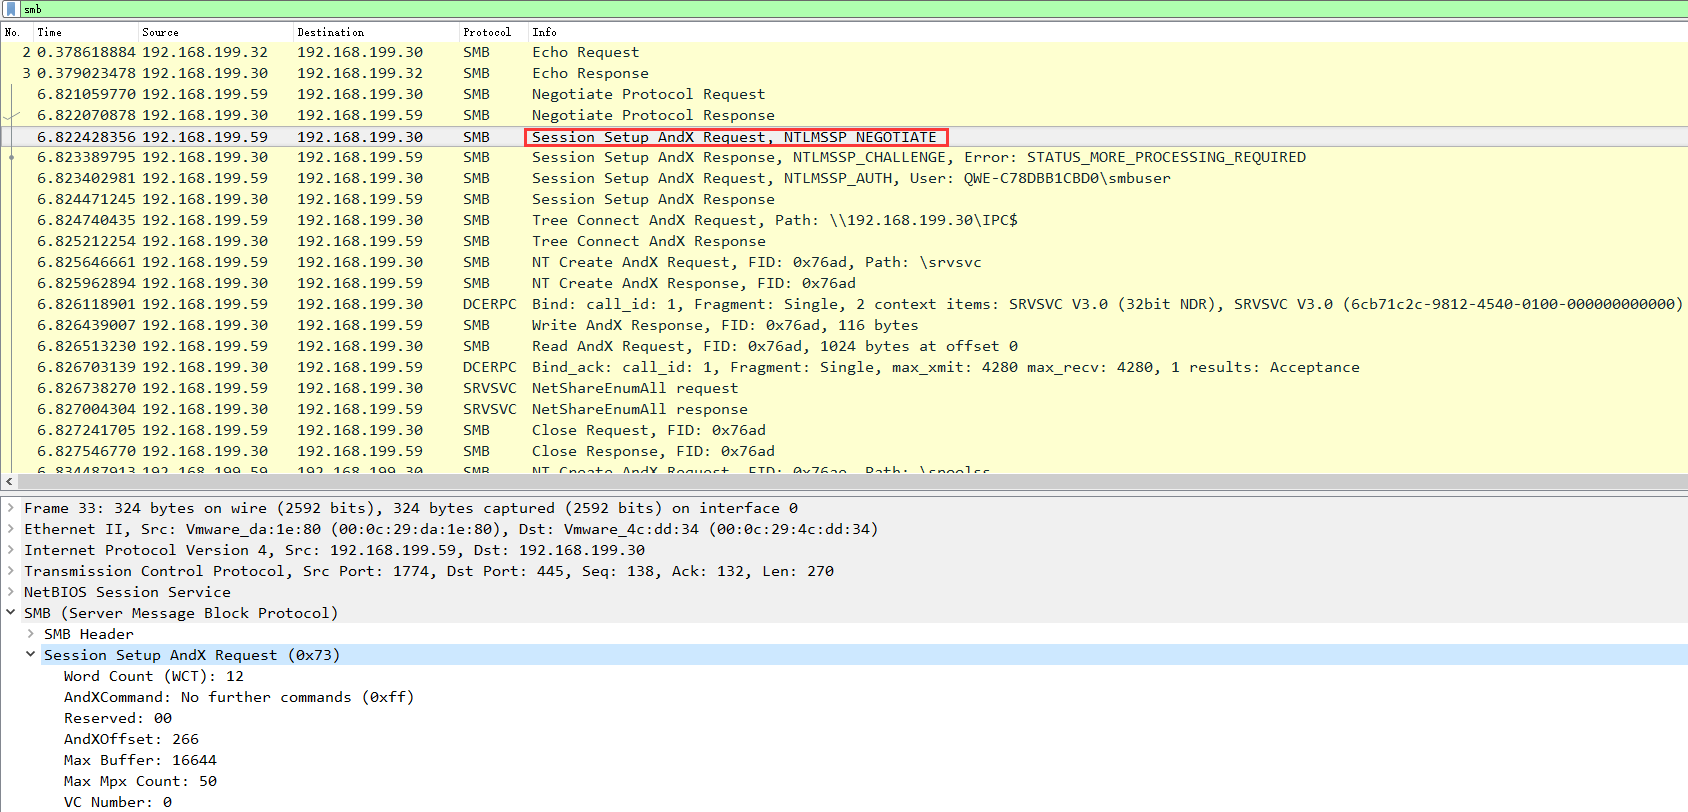 smb
No. Time Source Destination Protocol Info
2 0.378618884 192.168.199.32 192.168.199.30 SMB Echo Request
3 0.379023478 192.168.199.30 192.168.199.32 SMB Echo Response
6.821059770 192.168.199.59 192.168.199.30 SMB Negotiate Protocol Request
6.822070878 192.168.199.30 192.168.199.59 SMB Negotiate Protocol Response
6.822428356 192.168.199.59 192.168.199.30 SMB Session Setup AndX Request, NTLMSSP_NEGOTIATE
6.823389795 192.168.199.30 192.168.199.59 SMB Session Setup AndX Response, NTLMSSP_CHALLENGE, Error: STATUS_MORE_PROCESSING_REQUIRED
6.823402981 192.168.199.59 192.168.199.30 SMB Session Setup AndX Request, NTLMSSP_AUTH, User: QWE-C78DBB1CBD0\smbuser
6.824471245 192.168.199.30 192.168.199.59 SMB Session Setup AndX Response
6.824740435 192.168.199.59 192.168.199.30 SMB Tree Connect AndX Request, Path: \\192.168.199.30\IPC$
6.825212254 192.168.199.30 192.168.199.59 SMB Tree Connect AndX Response
6.825646661 192.168.199.59 192.168.199.30 SMB NT Create AndX Request, FID: 0x76ad, Path: \srvsvc
6.825962894 192.168.199.30 192.168.199.59 SMB NT Create AndX Response, FID: 0x76ad
6.826118901 192.168.199.59 192.168.199.30 DCERPC Bind: call_id: 1, Fragment: Single, 2 context items: SRVSVC V3.0 (32bit NDR), SRVSVC V3.0 (6cb71c2c-9812-4540-0100-000000000000)
6.826439007 192.168.199.30 192.168.199.59 SMB Write AndX Response, FID: 0x76ad, 116 bytes
6.826513230 192.168.199.59 192.168.199.30 SMB Read AndX Request, FID: 0x76ad, 1024 bytes at offset 0
6.826703139 192.168.199.30 192.168.199.59 DCERPC Bind_ack: call_id: 1, Fragment: Single, max_xmit: 4280 max_recv: 4280, 1 results: Acceptance
6.826738270 192.168.199.59 192.168.199.30 SRVSVC NetShareEnumAll request
6.827004304 192.168.199.30 192.168.199.59 SRVSVC NetShareEnumAll response
6.827241705 192.168.199.59 192.168.199.30 SMB Close Request, FID: 0x76ad
6.827546770 192.168.199.30 192.168.199.59 SMB Close Response, FID: 0x76ad
6.834487913 192.168.199.59 192.168.199.30 SMB NT Create AndX Request, FID: 0x76ae, Path: \spoolss
Frame 33: 324 bytes on wire (2592 bits), 324 bytes captured (2592 bits) on interface 0
Ethernet II, Src: Vmware_da:1e:80 (00:0c:29:da:1e:80), Dst: Vmware_4c:dd:34 (00:0c:29:4c:dd:34)
Internet Protocol Version 4, Src: 192.168.199.59, Dst: 192.168.199.30
Transmission Control Protocol, Src Port: 1774, Dst Port: 445, Seq: 138, Ack: 132, Len: 270
NetBIOS Session Service
SMB (Server Message Block Protocol)
SMB Header
Session Setup AndX Request (0x73)
Word Count (WCT): 12
AndXCommand: No further commands (0xff)
Reserved: 00
AndXOffset: 266
Max Buffer: 16644
Max Mpx Count: 50
VC Number: 0